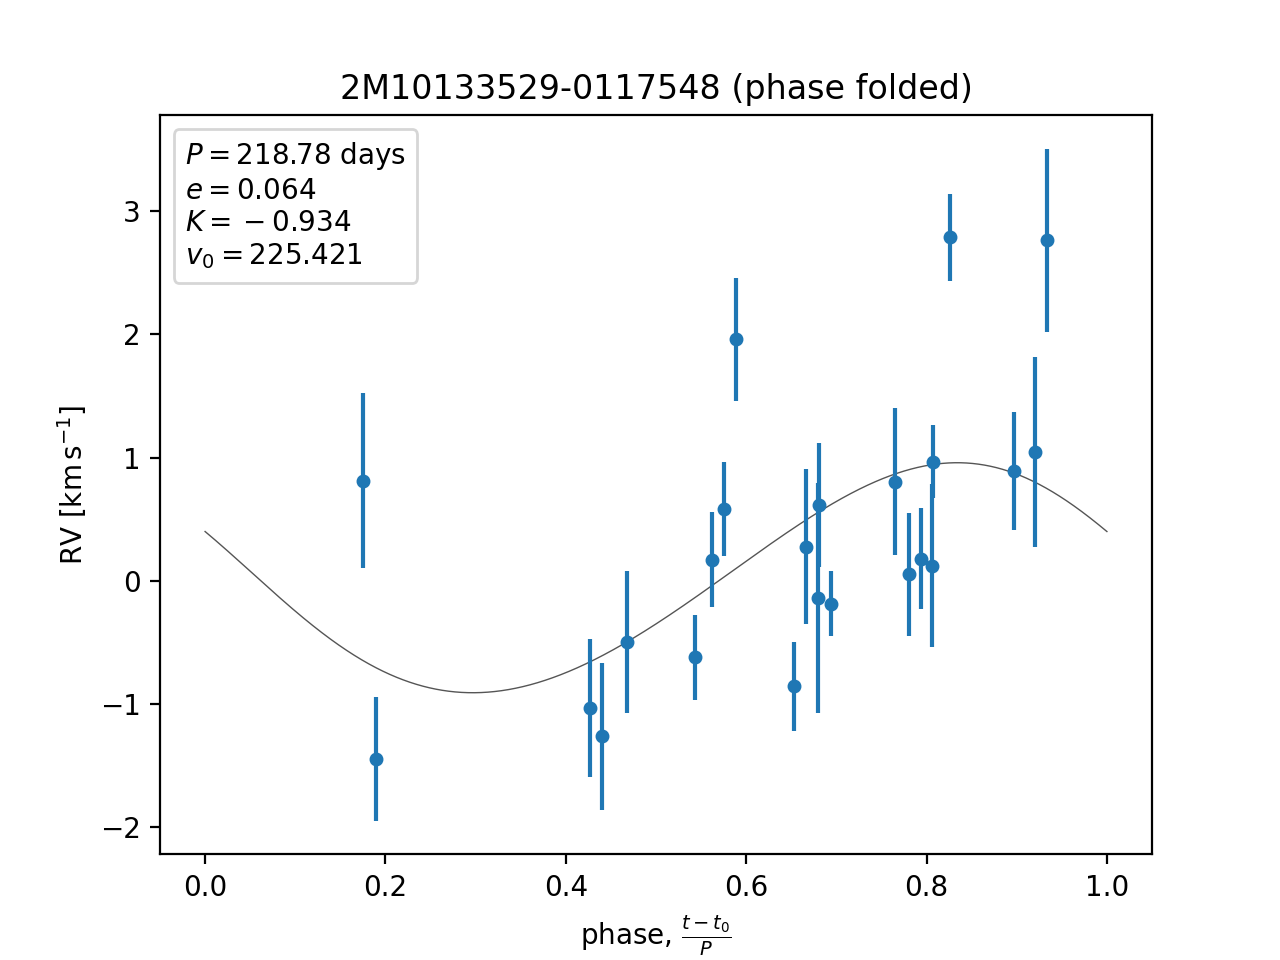 2M10133529-0117548 (phase folded)
P = 218.78 days
e = 0.064
K = −0.934
v₀ = 225.421
RV [km s⁻¹]
3
2
1
0
−1
−2
0.0 0.2 0.4 0.6 0.8 1.0
phase, (t − t₀)/P